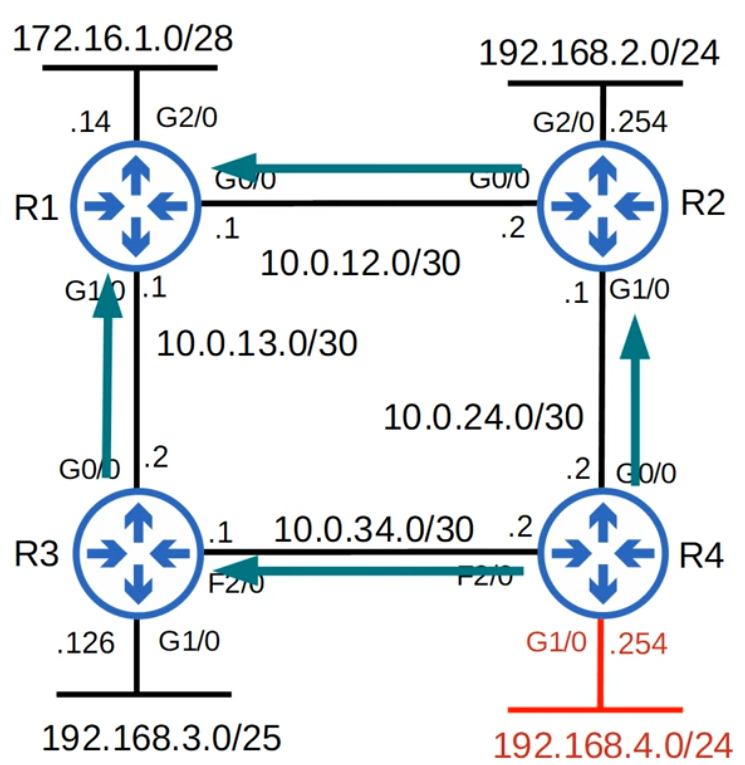 172.16.1.0/28
192.168.2.0/24
.14
G2/0
G2/0
.254
R1
G0/0
G0/0
R2
.1
.2
10.0.12.0/30
G1/0
.1
.1
G1/0
10.0.13.0/30
10.0.24.0/30
G0/0
.2
.2
G0/0
R3
.1
10.0.34.0/30
.2
R4
F2/0
F2/0
.126
G1/0
G1/0
.254
192.168.3.0/25
192.168.4.0/24